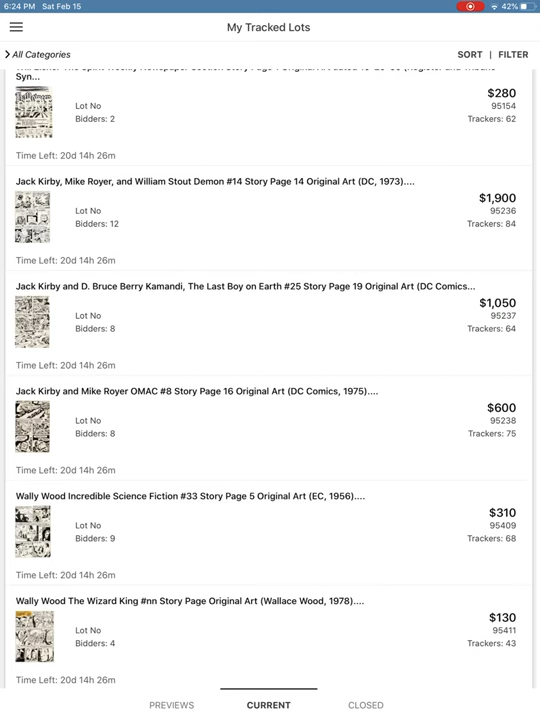 6:24 PM Sat Feb 15 42%
My Tracked Lots
All Categories SORT | FILTER
Syn...
$280
Lot No 95154
Bidders: 2 Trackers: 62
Time Left: 20d 14h 26m
Jack Kirby, Mike Royer, and William Stout Demon #14 Story Page 14 Original Art (DC, 1973)....
$1,900
Lot No 95236
Bidders: 12 Trackers: 84
Time Left: 20d 14h 26m
Jack Kirby and D. Bruce Berry Kamandi, The Last Boy on Earth #25 Story Page 19 Original Art (DC Comics...
$1,050
Lot No 95237
Bidders: 8 Trackers: 64
Time Left: 20d 14h 26m
Jack Kirby and Mike Royer OMAC #8 Story Page 16 Original Art (DC Comics, 1975)....
$600
Lot No 95238
Bidders: 8 Trackers: 75
Time Left: 20d 14h 26m
Wally Wood Incredible Science Fiction #33 Story Page 5 Original Art (EC, 1956)....
$310
Lot No 95409
Bidders: 9 Trackers: 68
Time Left: 20d 14h 26m
Wally Wood The Wizard King #nn Story Page Original Art (Wallace Wood, 1978)....
$130
Lot No 95411
Bidders: 4 Trackers: 43
Time Left: 20d 14h 26m
PREVIEWS CURRENT CLOSED